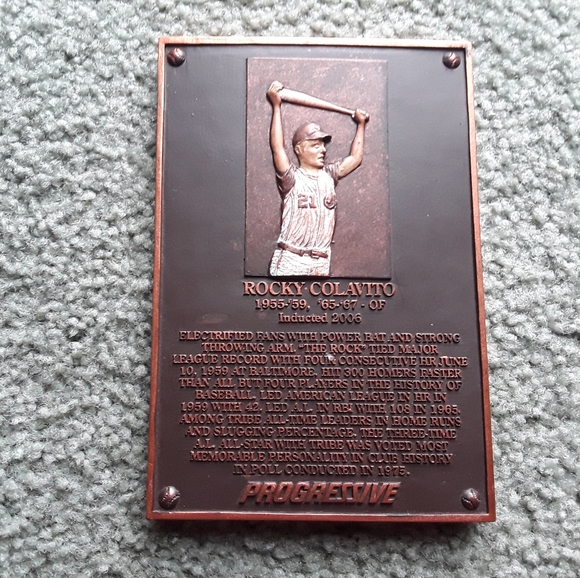 21
ROCKY COLAVITO
1955-'59, '65-'67 - OF
Inducted 2006
ELECTRIFIED FANS WITH POWER BAT AND STRONG
THROWING ARM. "THE ROCK" TIED MAJOR
LEAGUE RECORD WITH FOUR CONSECUTIVE HR JUNE
10, 1959 AT BALTIMORE. HIT 300 HOMERS FASTER
THAN ALL BUT FOUR PLAYERS IN THE HISTORY OF
BASEBALL. LED AMERICAN LEAGUE IN HR IN
1959 WITH 42. LED A.L. IN RBI WITH 108 IN 1965.
AMONG TRIBE ALL-TIME LEADERS IN HOME RUNS
AND SLUGGING PERCENTAGE. THE THREE-TIME
A.L. ALL-STAR WITH TRIBE WAS VOTED MOST
MEMORABLE PERSONALITY IN CLUB HISTORY
IN POLL CONDUCTED IN 1975.
PROGRESSIVE